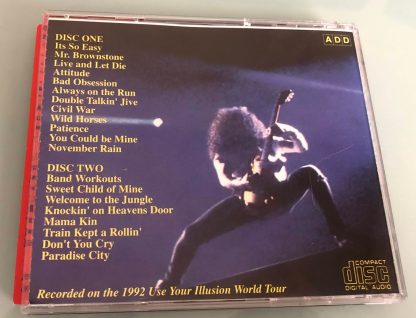 ADD
DISC ONE
Its So Easy
Mr. Brownstone
Live and Let Die
Attitude
Bad Obsession
Always on the Run
Double Talkin' Jive
Civil War
Wild Horses
Patience
You Could be Mine
November Rain
DISC TWO
Band Workouts
Sweet Child of Mine
Welcome to the Jungle
Knockin' on Heavens Door
Mama Kin
Train Kept a Rollin'
Don't You Cry
Paradise City
COMPACT
disc
DIGITAL AUDIO
Recorded on the 1992 Use Your Illusion World Tour